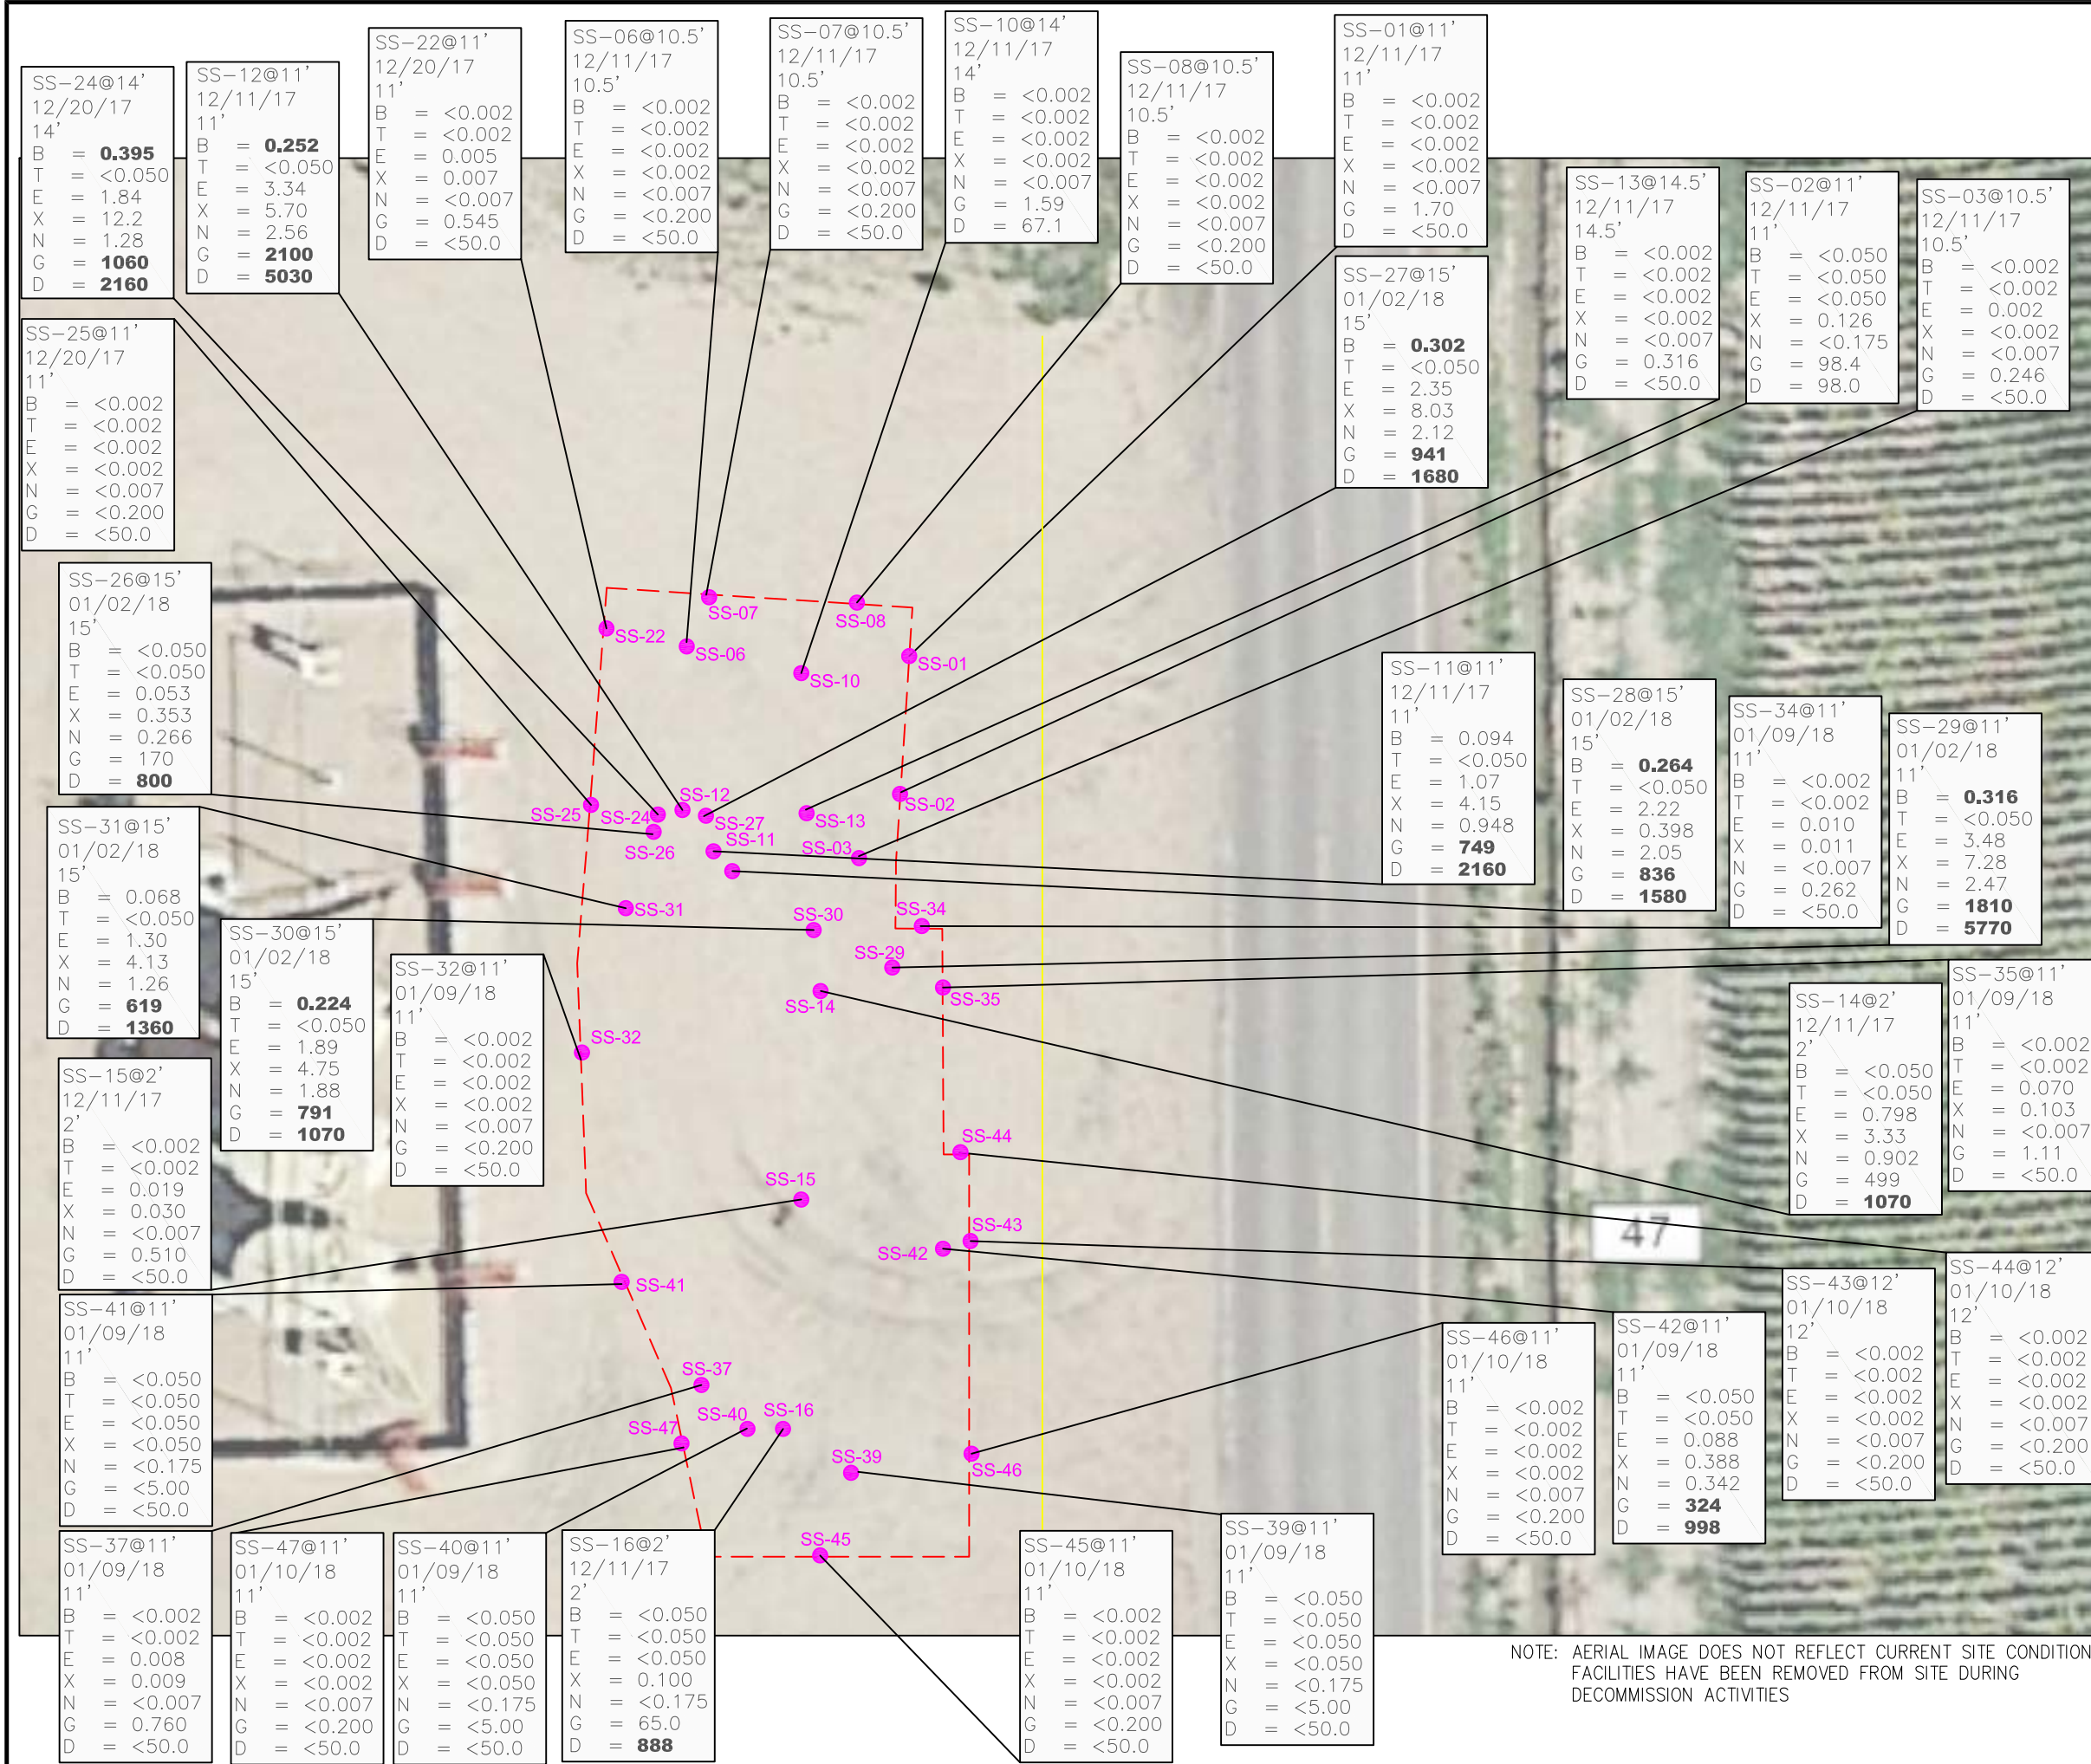 SS-24@14'
12/20/17
14'
B = 0.395
T = <0.050
E = 1.84
X = 12.2
N = 1.28
G = 1060
D = 2160
SS-12@11'
12/11/17
11'
B = 0.252
T = <0.050
E = 3.34
X = 5.70
N = 2.56
G = 2100
D = 5030
SS-22@11'
12/20/17
11'
B = <0.002
T = <0.002
E = 0.005
X = 0.007
N = <0.007
G = 0.545
D = <50.0
SS-06@10.5'
12/11/17
10.5'
B = <0.002
T = <0.002
E = <0.002
X = <0.002
N = <0.007
G = <0.200
D = <50.0
SS-07@10.5'
12/11/17
10.5'
B = <0.002
T = <0.002
E = <0.002
X = <0.002
N = <0.007
G = <0.200
D = <50.0
SS-10@14'
12/11/17
14'
B = <0.002
T = <0.002
E = <0.002
X = <0.002
N = <0.007
G = 1.59
D = 67.1
SS-08@10.5'
12/11/17
10.5'
B = <0.002
T = <0.002
E = <0.002
X = <0.002
N = <0.007
G = <0.200
D = <50.0
SS-01@11'
12/11/17
11'
B = <0.002
T = <0.002
E = <0.002
X = <0.002
N = <0.007
G = 1.70
D = <50.0
SS-13@14.5'
12/11/17
14.5'
B = <0.002
T = <0.002
E = <0.002
X = <0.002
N = <0.007
G = 0.316
D = <50.0
SS-02@11'
12/11/17
11'
B = <0.050
T = <0.050
E = <0.050
X = 0.126
N = <0.175
G = 98.4
D = 98.0
SS-03@10.5'
12/11/17
10.5'
B = <0.002
T = <0.002
E = 0.002
X = <0.002
N = <0.007
G = 0.246
D = <50.0
SS-27@15'
01/02/18
15'
B = 0.302
T = <0.050
E = 2.35
X = 8.03
N = 2.12
G = 941
D = 1680
SS-25@11'
12/20/17
11'
B = <0.002
T = <0.002
E = <0.002
X = <0.002
N = <0.007
G = <0.200
D = <50.0
SS-26@15'
01/02/18
15'
B = <0.050
T = <0.050
E = 0.053
X = 0.353
N = 0.266
G = 170
D = 800
SS-07
SS-08
SS-22
SS-06
SS-01
SS-10
SS-12
SS-25
SS-24
SS-27
SS-13
SS-02
SS-11
SS-26
SS-03
SS-31
SS-30
SS-34
SS-29
SS-35
SS-14
SS-32
SS-44
SS-15
SS-43
SS-42
SS-41
SS-37
SS-40
SS-16
SS-47
SS-39
SS-46
SS-45
SS-11@11'
12/11/17
11'
B = 0.094
T = <0.050
E = 1.07
X = 4.15
N = 0.948
G = 749
D = 2160
SS-28@15'
01/02/18
15'
B = 0.264
T = <0.050
E = 2.22
X = 0.398
N = 2.05
G = 836
D = 1580
SS-34@11'
01/09/18
11'
B = <0.002
T = <0.002
E = 0.010
X = 0.011
N = <0.007
G = 0.262
D = <50.0
SS-29@11'
01/02/18
11'
B = 0.316
T = <0.050
E = 3.48
X = 7.28
N = 2.47
G = 1810
D = 5770
SS-31@15'
01/02/18
15'
B = 0.068
T = <0.050
E = 1.30
X = 4.13
N = 1.26
G = 619
D = 1360
SS-30@15'
01/02/18
15'
B = 0.224
T = <0.050
E = 1.89
X = 4.75
N = 1.88
G = 791
D = 1070
SS-32@11'
01/09/18
11'
B = <0.002
T = <0.002
E = <0.002
X = <0.002
N = <0.007
G = <0.200
D = <50.0
SS-14@2'
12/11/17
2'
B = <0.050
T = <0.050
E = 0.798
X = 3.33
N = 0.902
G = 499
D = 1070
SS-35@11'
01/09/18
11'
B = <0.002
T = <0.002
E = 0.070
X = 0.103
N = <0.007
G = 1.11
D = <50.0
SS-15@2'
12/11/17
2'
B = <0.002
T = <0.002
E = 0.019
X = 0.030
N = <0.007
G = 0.510
D = <50.0
47
SS-41@11'
01/09/18
11'
B = <0.050
T = <0.050
E = <0.050
X = <0.050
N = <0.175
G = <5.00
D = <50.0
SS-46@11'
01/10/18
11'
B = <0.002
T = <0.002
E = <0.002
X = <0.002
N = <0.007
G = <0.200
D = <50.0
SS-42@11'
01/09/18
11'
B = <0.050
T = <0.050
E = 0.088
X = 0.388
N = 0.342
G = 324
D = 998
SS-43@12'
01/10/18
12'
B = <0.002
T = <0.002
E = <0.002
X = <0.002
N = <0.007
G = <0.200
D = <50.0
SS-44@12'
01/10/18
12'
B = <0.002
T = <0.002
E = <0.002
X = <0.002
N = <0.007
G = <0.200
D = <50.0
SS-37@11'
01/09/18
11'
B = <0.002
T = <0.002
E = 0.008
X = 0.009
N = <0.007
G = 0.760
D = <50.0
SS-47@11'
01/10/18
11'
B = <0.002
T = <0.002
E = <0.002
X = <0.002
N = <0.007
G = <0.200
D = <50.0
SS-40@11'
01/09/18
11'
B = <0.050
T = <0.050
E = <0.050
X = <0.050
N = <0.175
G = <5.00
D = <50.0
SS-16@2'
12/11/17
2'
B = <0.050
T = <0.050
E = <0.050
X = 0.100
N = <0.175
G = 65.0
D = 888
SS-45@11'
01/10/18
11'
B = <0.002
T = <0.002
E = <0.002
X = <0.002
N = <0.007
G = <0.200
D = <50.0
SS-39@11'
01/09/18
11'
B = <0.050
T = <0.050
E = <0.050
X = <0.050
N = <0.175
G = <5.00
D = <50.0
NOTE: AERIAL IMAGE DOES NOT REFLECT CURRENT SITE CONDITION
FACILITIES HAVE BEEN REMOVED FROM SITE DURING
DECOMMISSION ACTIVITIES